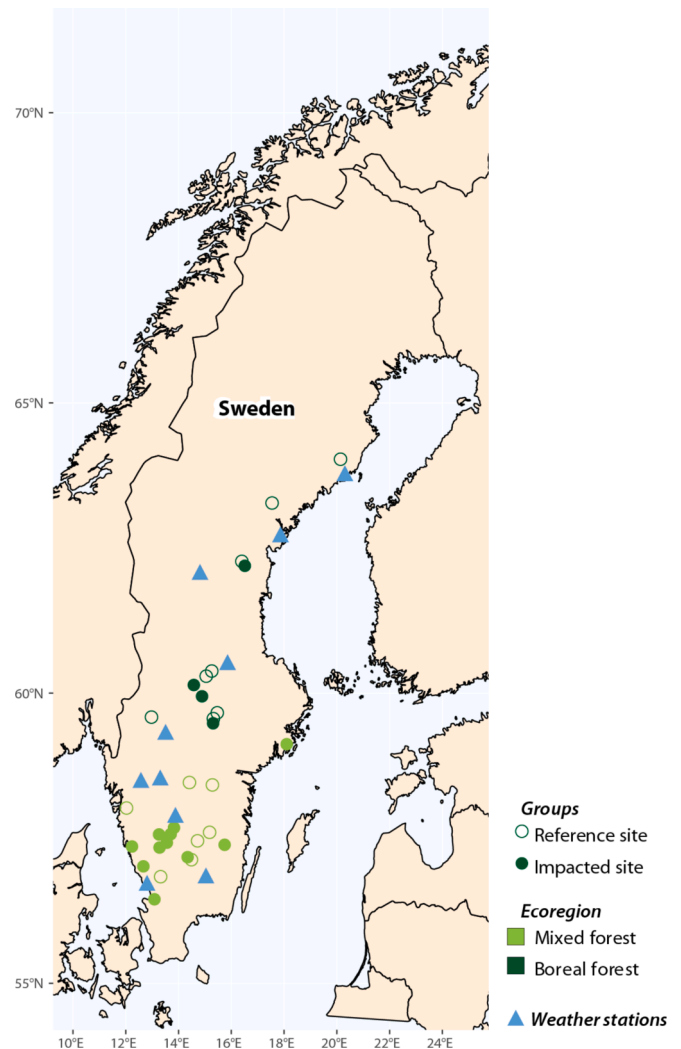 70°N
65°N
Sweden
60°N
55°N
10°E 12°E 14°E 16°E 18°E 20°E 22°E 24°E
Groups
Reference site
Impacted site
Ecoregion
Mixed forest
Boreal forest
Weather stations